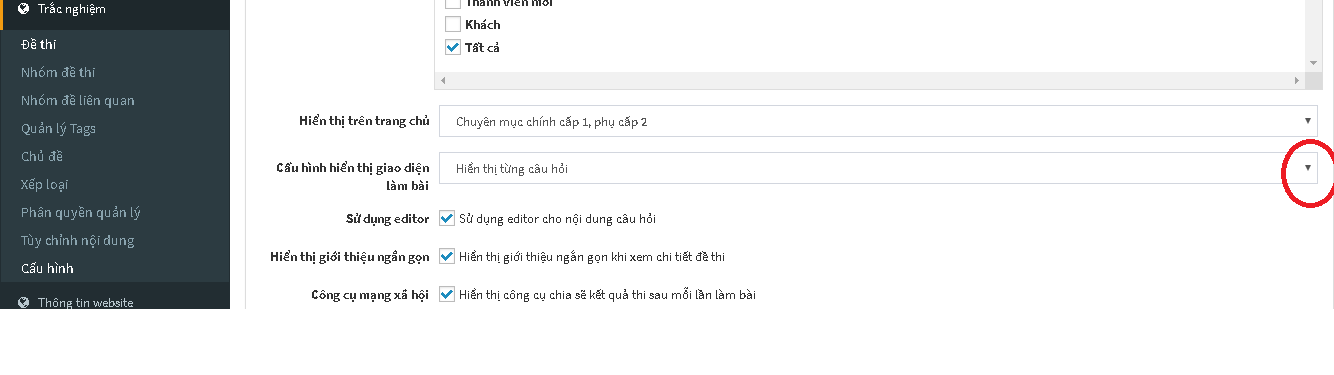 Trắc nghiệm
Đề thi
Nhóm đề thi
Nhóm đề liên quan
Quản lý Tags
Chủ đề
Xếp loại
Phân quyền quản lý
Tùy chỉnh nội dung
Cấu hình
Thông tin website
Thành viên mới
Khách
Tất cả
Hiển thị trên trang chủ
Chuyên mục chính cấp 1, phụ cấp 2
Cấu hình hiển thị giao diện
làm bài
Hiển thị từng câu hỏi
Sử dụng editor
Sử dụng editor cho nội dung câu hỏi
Hiển thị giới thiệu ngắn gọn
Hiển thị giới thiệu ngắn gọn khi xem chi tiết đề thi
Công cụ mạng xã hội
Hiển thị công cụ chia sẽ kết quả thi sau mỗi lần làm bài